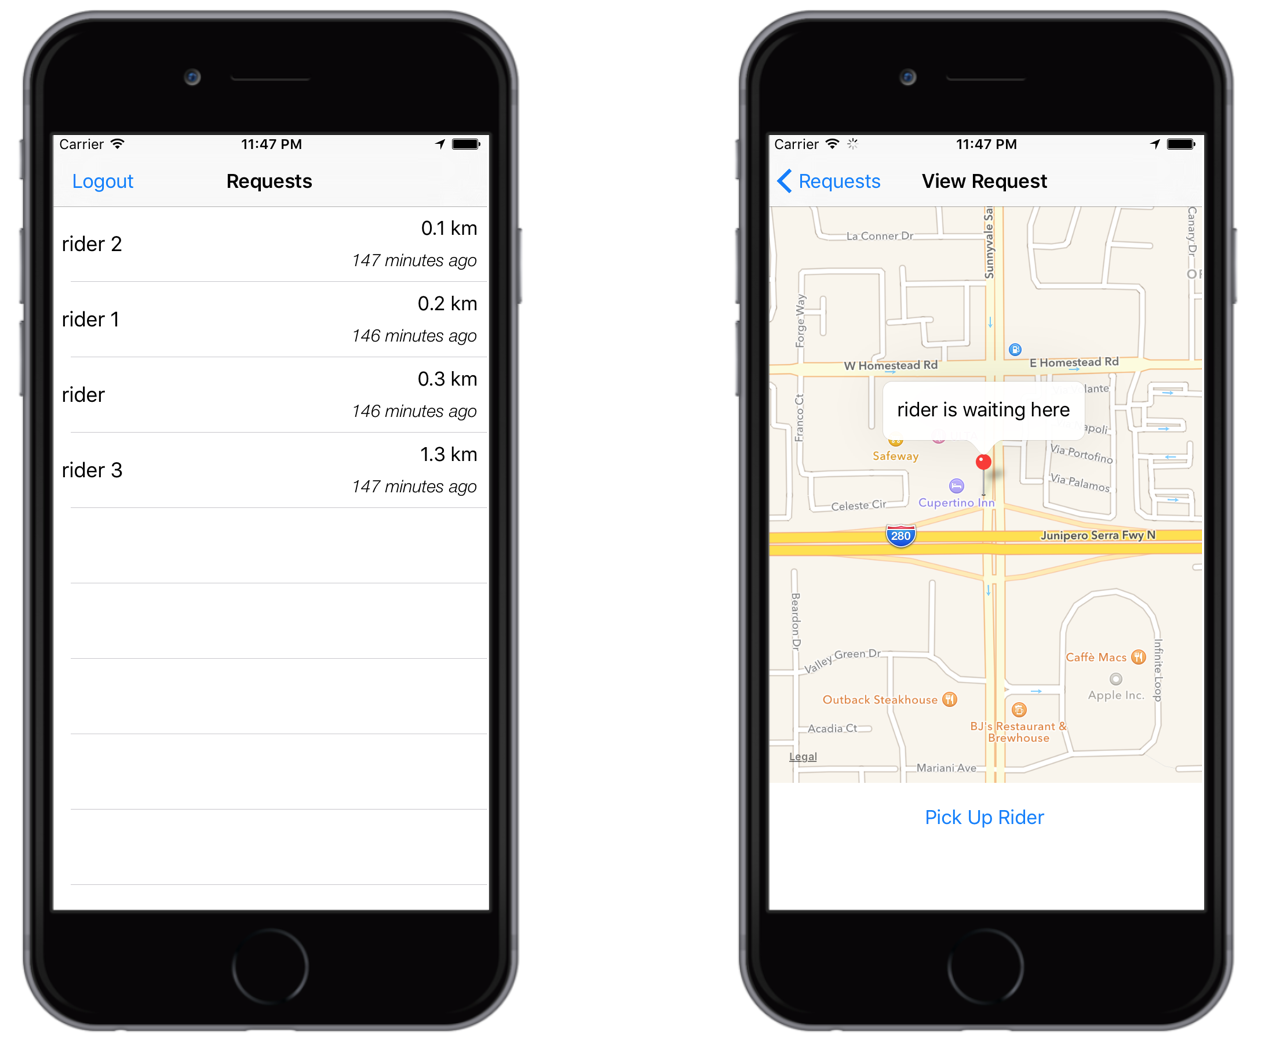 Carrier 11:47 PM
Logout Requests
rider 2 0.1 km
147 minutes ago
rider 1 0.2 km
146 minutes ago
rider 0.3 km
146 minutes ago
rider 3 1.3 km
147 minutes ago
Carrier 11:47 PM
Requests View Request
La Conner Dr
Sunnyvale Sa
Canary Dr
Forge Way
W Homestead Rd
E Homestead Rd
Franco Ct
rider is waiting here
Safeway
Via Portofino
Via Palamos
Cupertino Inn
Celeste Cir
280
Junipero Serra Fwy N
Beardon Dr
Valley Green Dr
Infinite Loop
Caffè Macs
Apple Inc.
Outback Steakhouse
BJ's Restaurant &
Brewhouse
Acadia Ct
Legal
Mariani Ave
Pick Up Rider